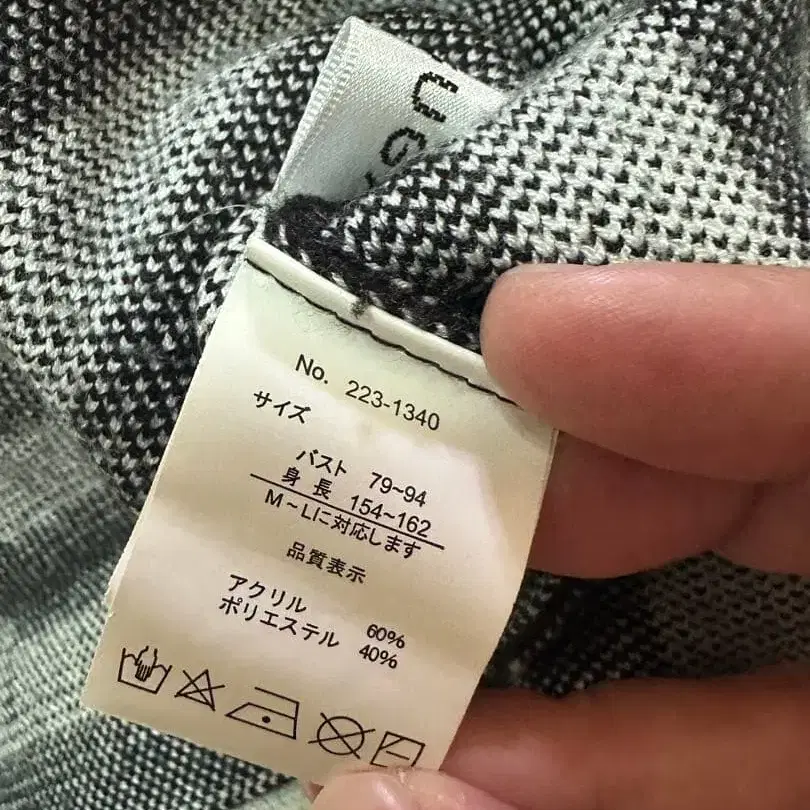 UG
No. 223-1340
サイズ
バスト 79~94
身長 154~162
M~Lに対応します
品質表示
アクリル 60%
ポリエステル 40%